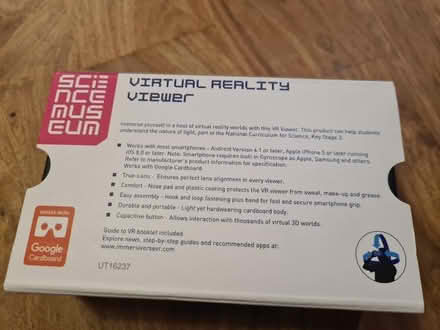 SCIENCE MUSEUM
VIRTUAL REALITY
Viewer
Immerse yourself in a host of virtual reality worlds with this VR Viewer. This product can help students
understand the nature of light, part of the National Curriculum for Science, Key Stage 3.
Works with most smartphones - Android Version 4.1 or later, Apple iPhone 5 or later running
iOS 8.0 or later. Note: Smartphone requires built in Gyroscope as Apple, Samsung and others.
Refer to manufacturer's product information for specification.
Works with Google Cardboard.
Ensures perfect lens alignment in every viewer.
Comfort - Nose pad and plastic coating protects the VR viewer from sweat, make-up and grease.
Easy assembly - Hook and loop fastening plus band for fast and secure smartphone grip.
Durable and portable - Light yet hardwearing cardboard body.
Capacitive button - Allows interaction with thousands of virtual 3D worlds.
Guide to VR booklet included.
Explore news, step-by-step guides and recommended apps at:
www.immerseverser.com
WORKS WITH
Google
Cardboard
UT16237